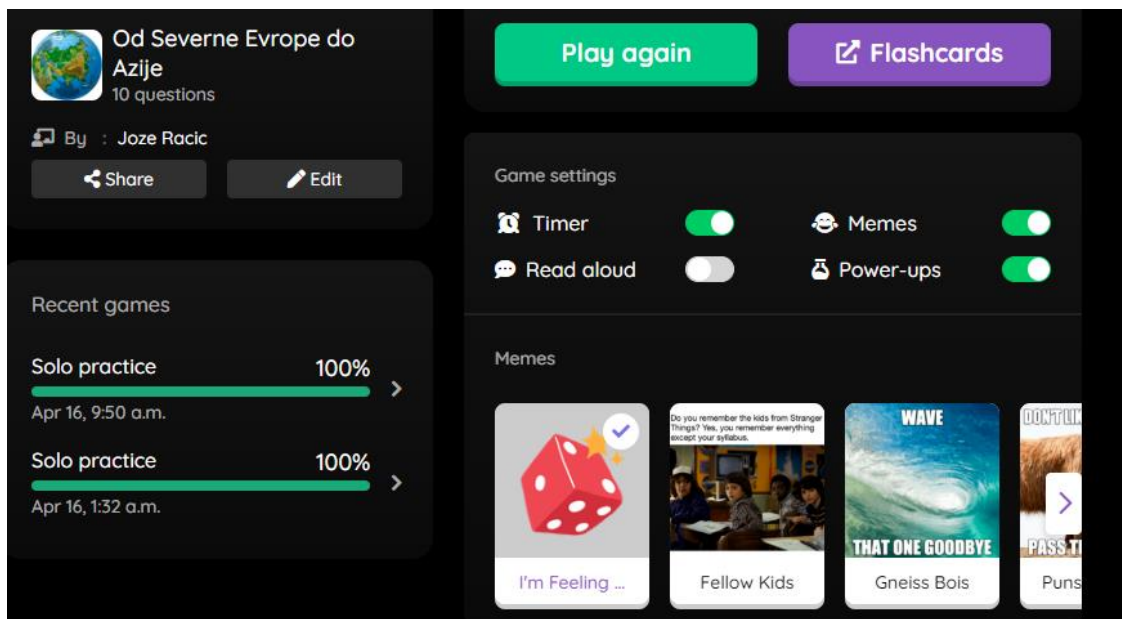 Od Severne Evrope do
Azije
10 questions
By : Joze Racic
Share
Edit
Recent games
Solo practice 100%
Apr 16, 9:50 a.m.
Solo practice 100%
Apr 16, 1:32 a.m.
Play again
Flashcards
Game settings
Timer
Memes
Read aloud
Power-ups
Memes
I'm Feeling ...
Do you remember the kids from Stranger
Things? Yes, you remember everything
except your syllabus.
Fellow Kids
WAVE
THAT ONE GOODBYE
Gneiss Bois
PASS
Puns